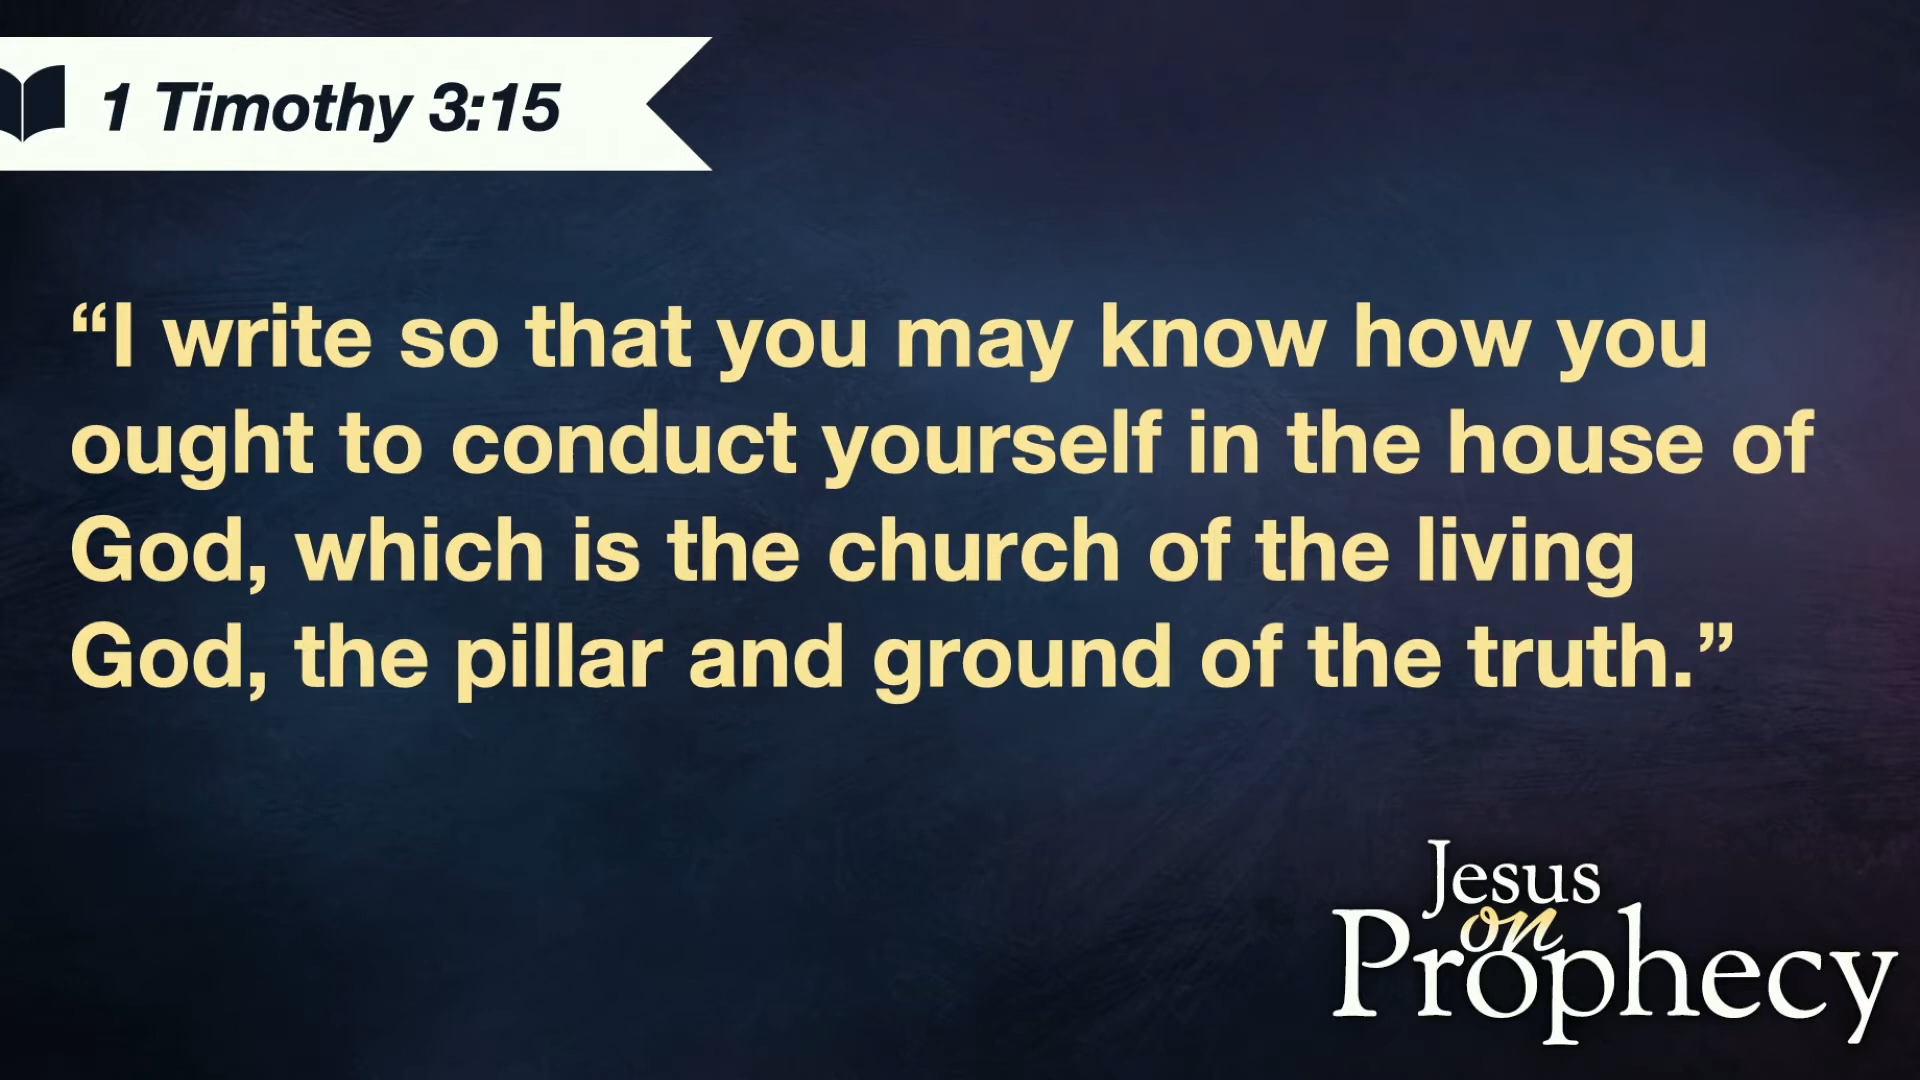 1 Timothy 3:15
“I write so that you may know how you
ought to conduct yourself in the house of
God, which is the church of the living
God, the pillar and ground of the truth.”
Jesus
on
Prophecy